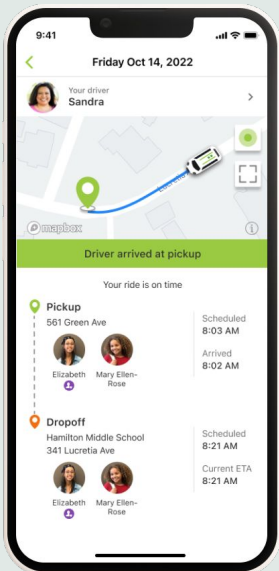 9:41
Friday Oct 14, 2022
Your driver
Sandra
Lucretia
mapbox
Driver arrived at pickup
Your ride is on time
Pickup
561 Green Ave
Scheduled
8:03 AM
Elizabeth
Mary Ellen-
Rose
Arrived
8:02 AM
Dropoff
Hamilton Middle School
341 Lucretia Ave
Scheduled
8:21 AM
Elizabeth
Mary Ellen-
Rose
Current ETA
8:21 AM